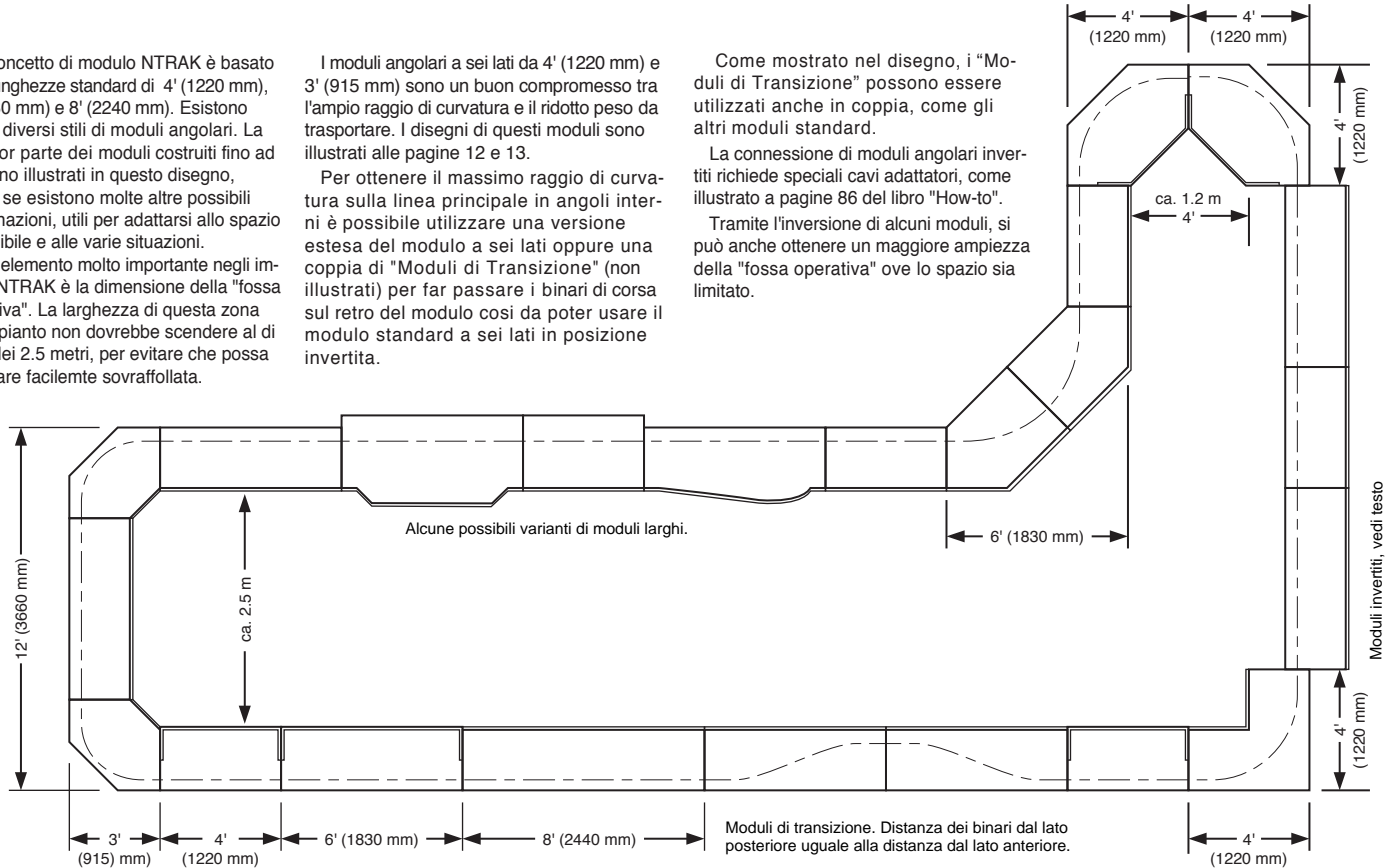 oncetto di modulo NTRAK è basato
nghezze standard di 4' (1220 mm),
0 mm) e 8' (2240 mm). Esistono
diversi stili di moduli angolari. La
or parte dei moduli costruiti fino ad
no illustrati in questo disegno,
se esistono molte altre possibili
mazioni, utili per adattarsi allo spazio
ibile e alle varie situazioni.
elemento molto importante negli im-
NTRAK è la dimensione della "fossa
iva". La larghezza di questa zona
pianto non dovrebbe scendere al di
dei 2.5 metri, per evitare che possa
are facilemte sovraffollata.
I moduli angolari a sei lati da 4' (1220 mm) e
3' (915 mm) sono un buon compromesso tra
l'ampio raggio di curvatura e il ridotto peso da
trasportare. I disegni di questi moduli sono
illustrati alle pagine 12 e 13.
Per ottenere il massimo raggio di curva-
tura sulla linea principale in angoli inter-
ni è possibile utilizzare una versione
estesa del modulo a sei lati oppure una
coppia di "Moduli di Transizione" (non
illustrati) per far passare i binari di corsa
sul retro del modulo cosi da poter usare il
modulo standard a sei lati in posizione
invertita.
Come mostrato nel disegno, i “Mo-
duli di Transizione” possono essere
utilizzati anche in coppia, come gli
altri moduli standard.
La connessione di moduli angolari inver-
titi richiede speciali cavi adattatori, come
illustrato a pagine 86 del libro "How-to".
Tramite l'inversione di alcuni moduli, si
può anche ottenere un maggiore ampiezza
della "fossa operativa" ove lo spazio sia
limitato.
4'
(1220 mm)
4'
(1220 mm)
4'
(1220 mm)
ca. 1.2 m
4'
12' (3660 mm)
ca. 2.5 m
Alcune possibili varianti di moduli larghi.
6' (1830 mm)
Moduli invertiti, vedi testo
4'
(1220 mm)
3'
(915) mm)
4'
(1220 mm)
6' (1830 mm)
8' (2440 mm)
Moduli di transizione. Distanza dei binari dal lato
posteriore uguale alla distanza dal lato anteriore.
4'
(1220 mm)